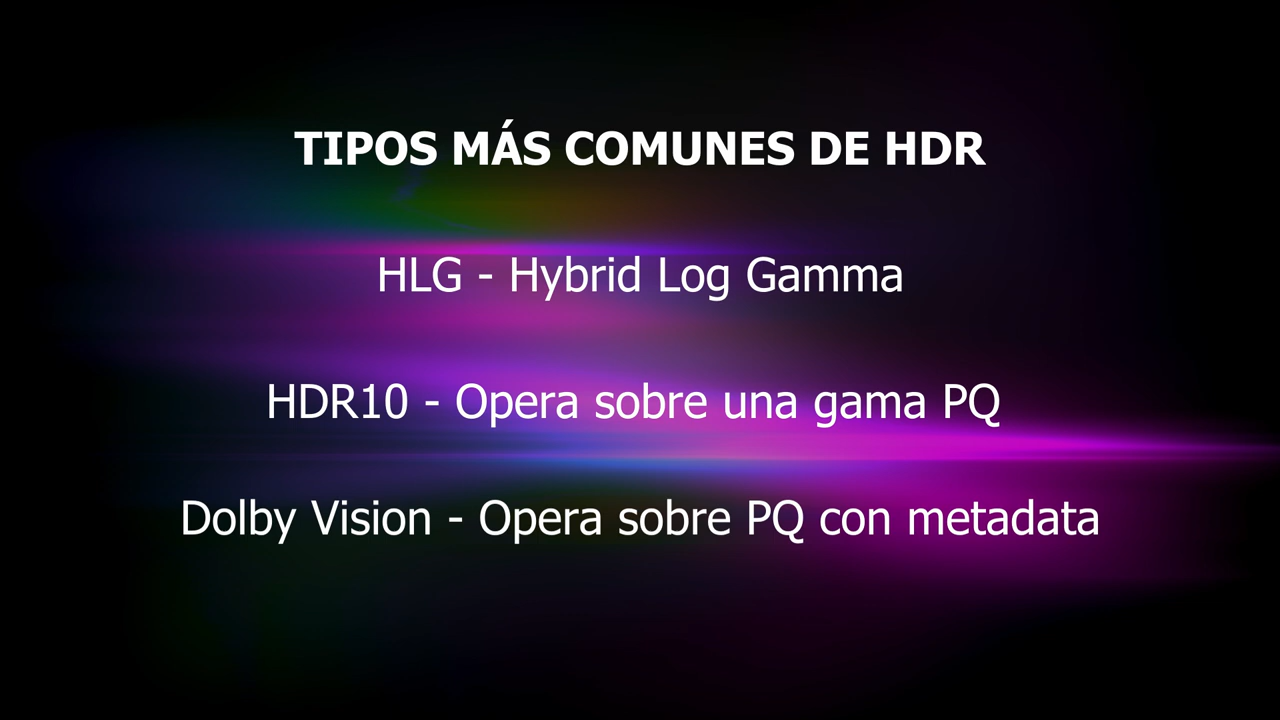 TIPOS MÁS COMUNES DE HDR
HLG - Hybrid Log Gamma
HDR10 - Opera sobre una gama PQ
Dolby Vision - Opera sobre PQ con metadata